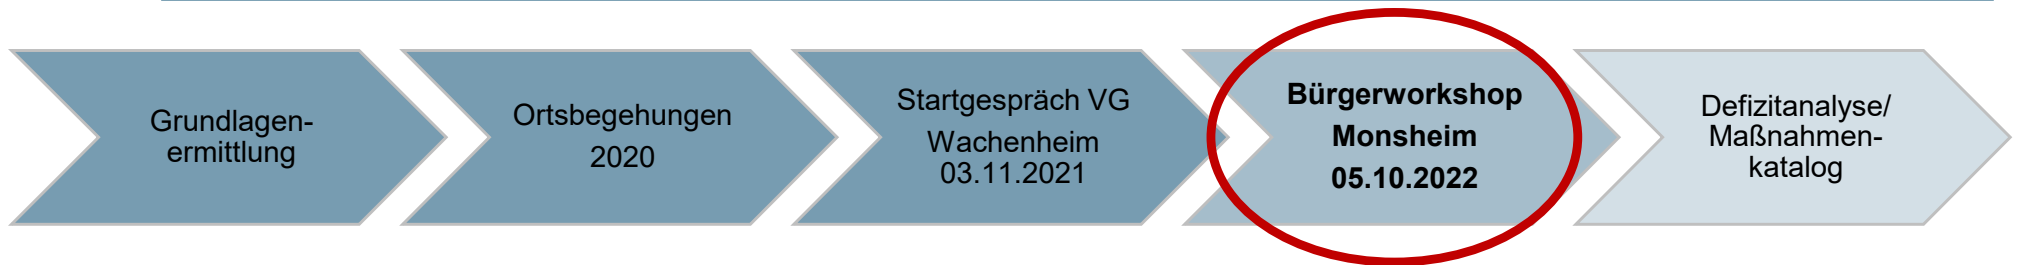 Grundlagen-
ermittlung
Ortsbegehungen
2020
Startgespräch VG
Wachenheim
03.11.2021
Bürgerworkshop
Monsheim
05.10.2022
Defizitanalyse/
Maßnahmen-
katalog